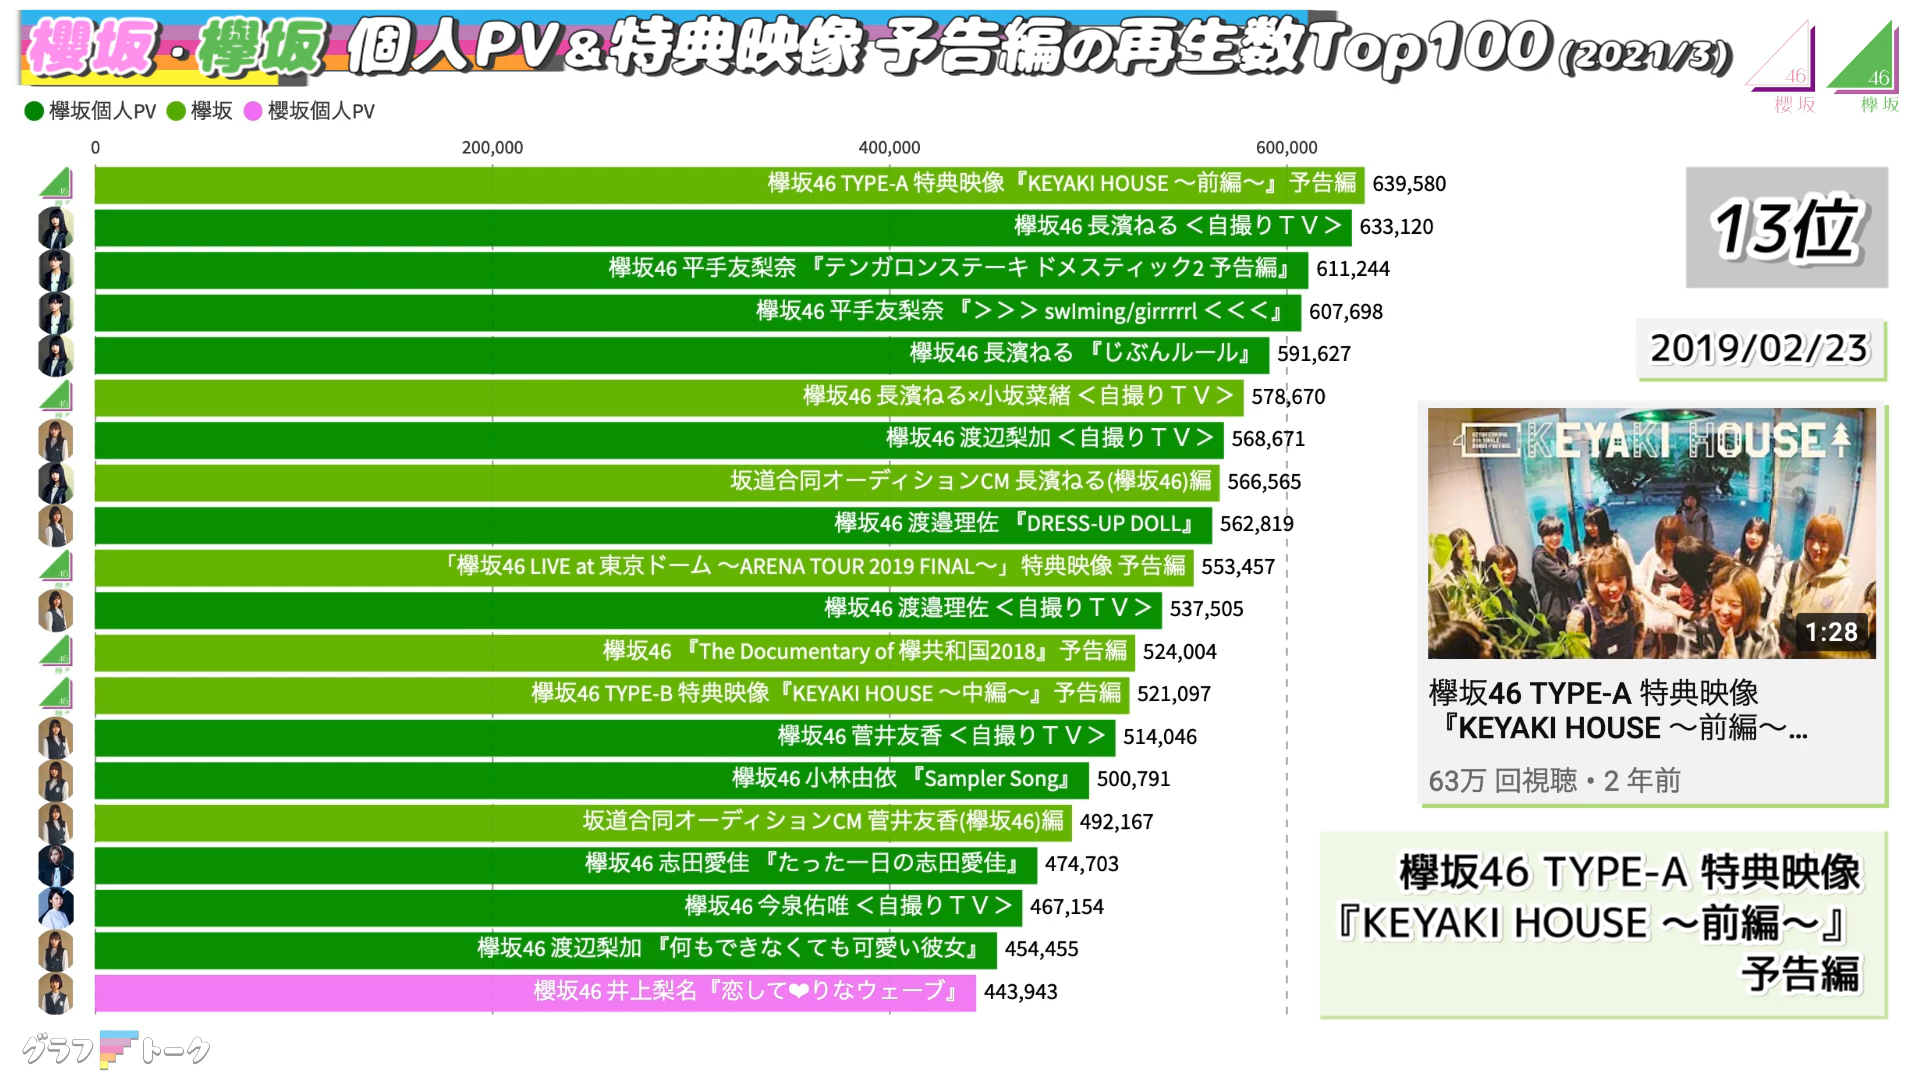 櫻坂・欅坂 個人PV&特典映像 予告編の再生数Top100(2021/3)
46
櫻坂
46
欅坂
欅坂個人PV 欅坂 櫻坂個人PV
0 200,000 400,000 600,000
欅坂46 TYPE-A 特典映像『KEYAKI HOUSE ～前編～』予告編 639,580
欅坂46 長濱ねる ＜自撮りＴＶ＞ 633,120
欅坂46 平手友梨奈 『テンガロンステーキ ドメスティック2 予告編』 611,244
欅坂46 平手友梨奈 『＞＞＞ swIming/girrrrrl ＜＜＜』 607,698
欅坂46 長濱ねる 『じぶんルール』 591,627
欅坂46 長濱ねる×小坂菜緒 ＜自撮りＴＶ＞ 578,670
欅坂46 渡辺梨加 ＜自撮りＴＶ＞ 568,671
坂道合同オーディションCM 長濱ねる(欅坂46)編 566,565
欅坂46 渡邉理佐 『DRESS-UP DOLL』 562,819
「欅坂46 LIVE at 東京ドーム ～ARENA TOUR 2019 FINAL～」特典映像 予告編 553,457
欅坂46 渡邉理佐 ＜自撮りＴＶ＞ 537,505
欅坂46 『The Documentary of 欅共和国2018』予告編 524,004
欅坂46 TYPE-B 特典映像『KEYAKI HOUSE ～中編～』予告編 521,097
欅坂46 菅井友香 ＜自撮りＴＶ＞ 514,046
欅坂46 小林由依 『Sampler Song』 500,791
坂道合同オーディションCM 菅井友香(欅坂46)編 492,167
欅坂46 志田愛佳 『たった一日の志田愛佳』 474,703
欅坂46 今泉佑唯 ＜自撮りＴＶ＞ 467,154
欅坂46 渡辺梨加 『何もできなくても可愛い彼女』 454,455
櫻坂46 井上梨名『恋して❤りなウェーブ』 443,943
13位
2019/02/23
KEYAKI HOUSE
1:28
欅坂46 TYPE-A 特典映像
『KEYAKI HOUSE ～前編～...
63万 回視聴・2 年前
欅坂46 TYPE-A 特典映像
『KEYAKI HOUSE ～前編～』
予告編
グラフトーク